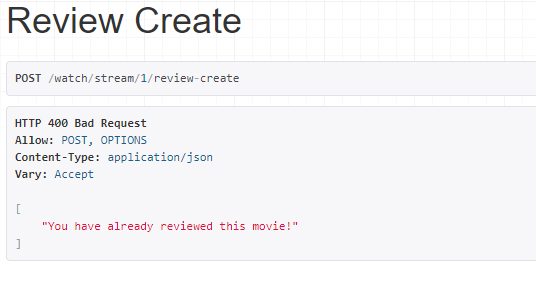 Review Create
POST /watch/stream/1/review-create
HTTP 400 Bad Request
Allow: POST, OPTIONS
Content-Type: application/json
Vary: Accept
[
"You have already reviewed this movie!"
]